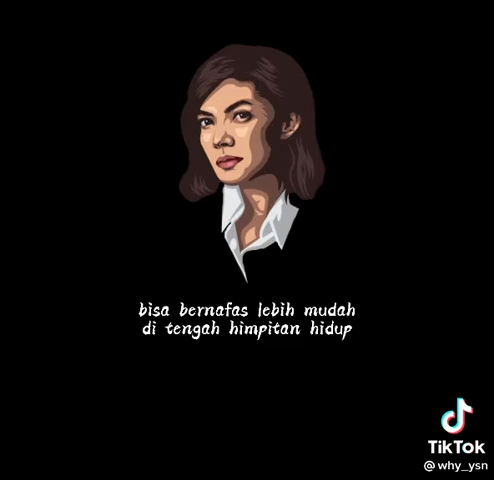 bisa bernafas lebih mudah
di tengah himpitan hidup
TikTok
@why_ysn